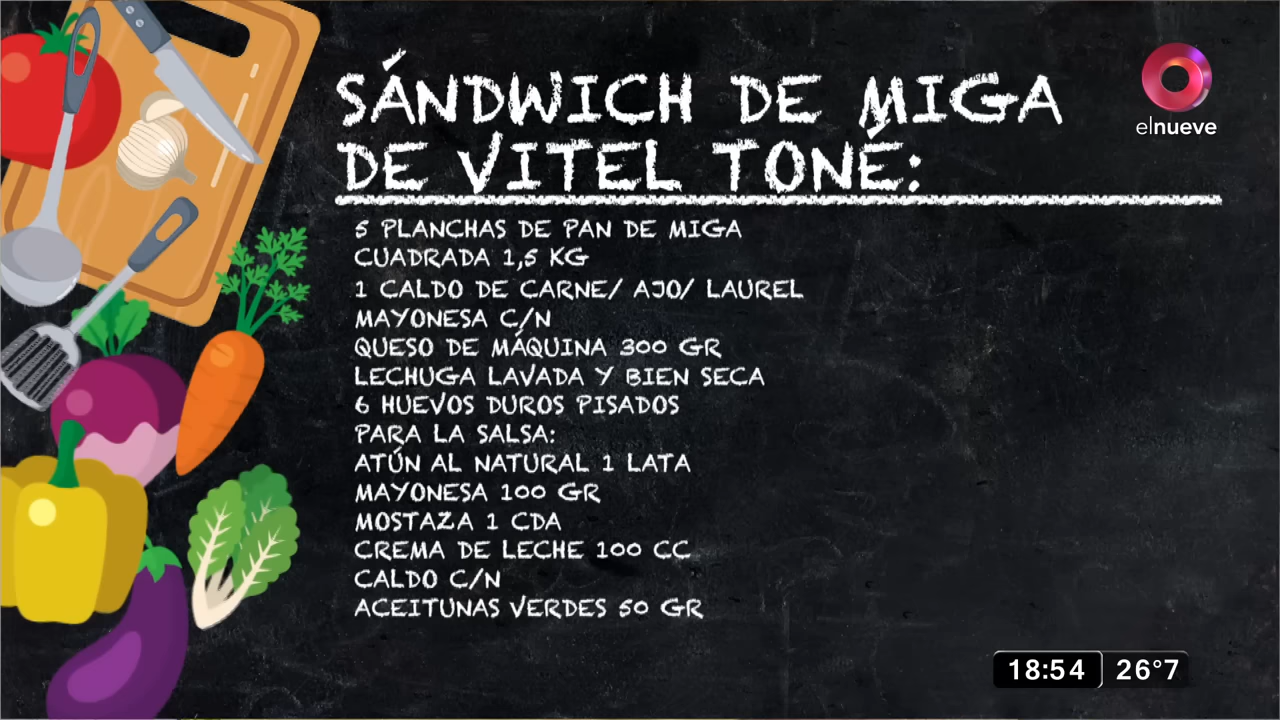 SÁNDWICH DE MIGA
DE VITEL TONÉ:
elnueve
5 PLANCHAS DE PAN DE MIGA
CUADRADA 1,5 KG
1 CALDO DE CARNE/ AJO/ LAUREL
MAYONESA C/N
QUESO DE MÁQUINA 300 GR
LECHUGA LAVADA Y BIEN SECA
6 HUEVOS DUROS PISADOS
PARA LA SALSA:
ATÚN AL NATURAL 1 LATA
MAYONESA 100 GR
MOSTAZA 1 CDA
CREMA DE LECHE 100 CC
CALDO C/N
ACEITUNAS VERDES 50 GR
18:54 26°7